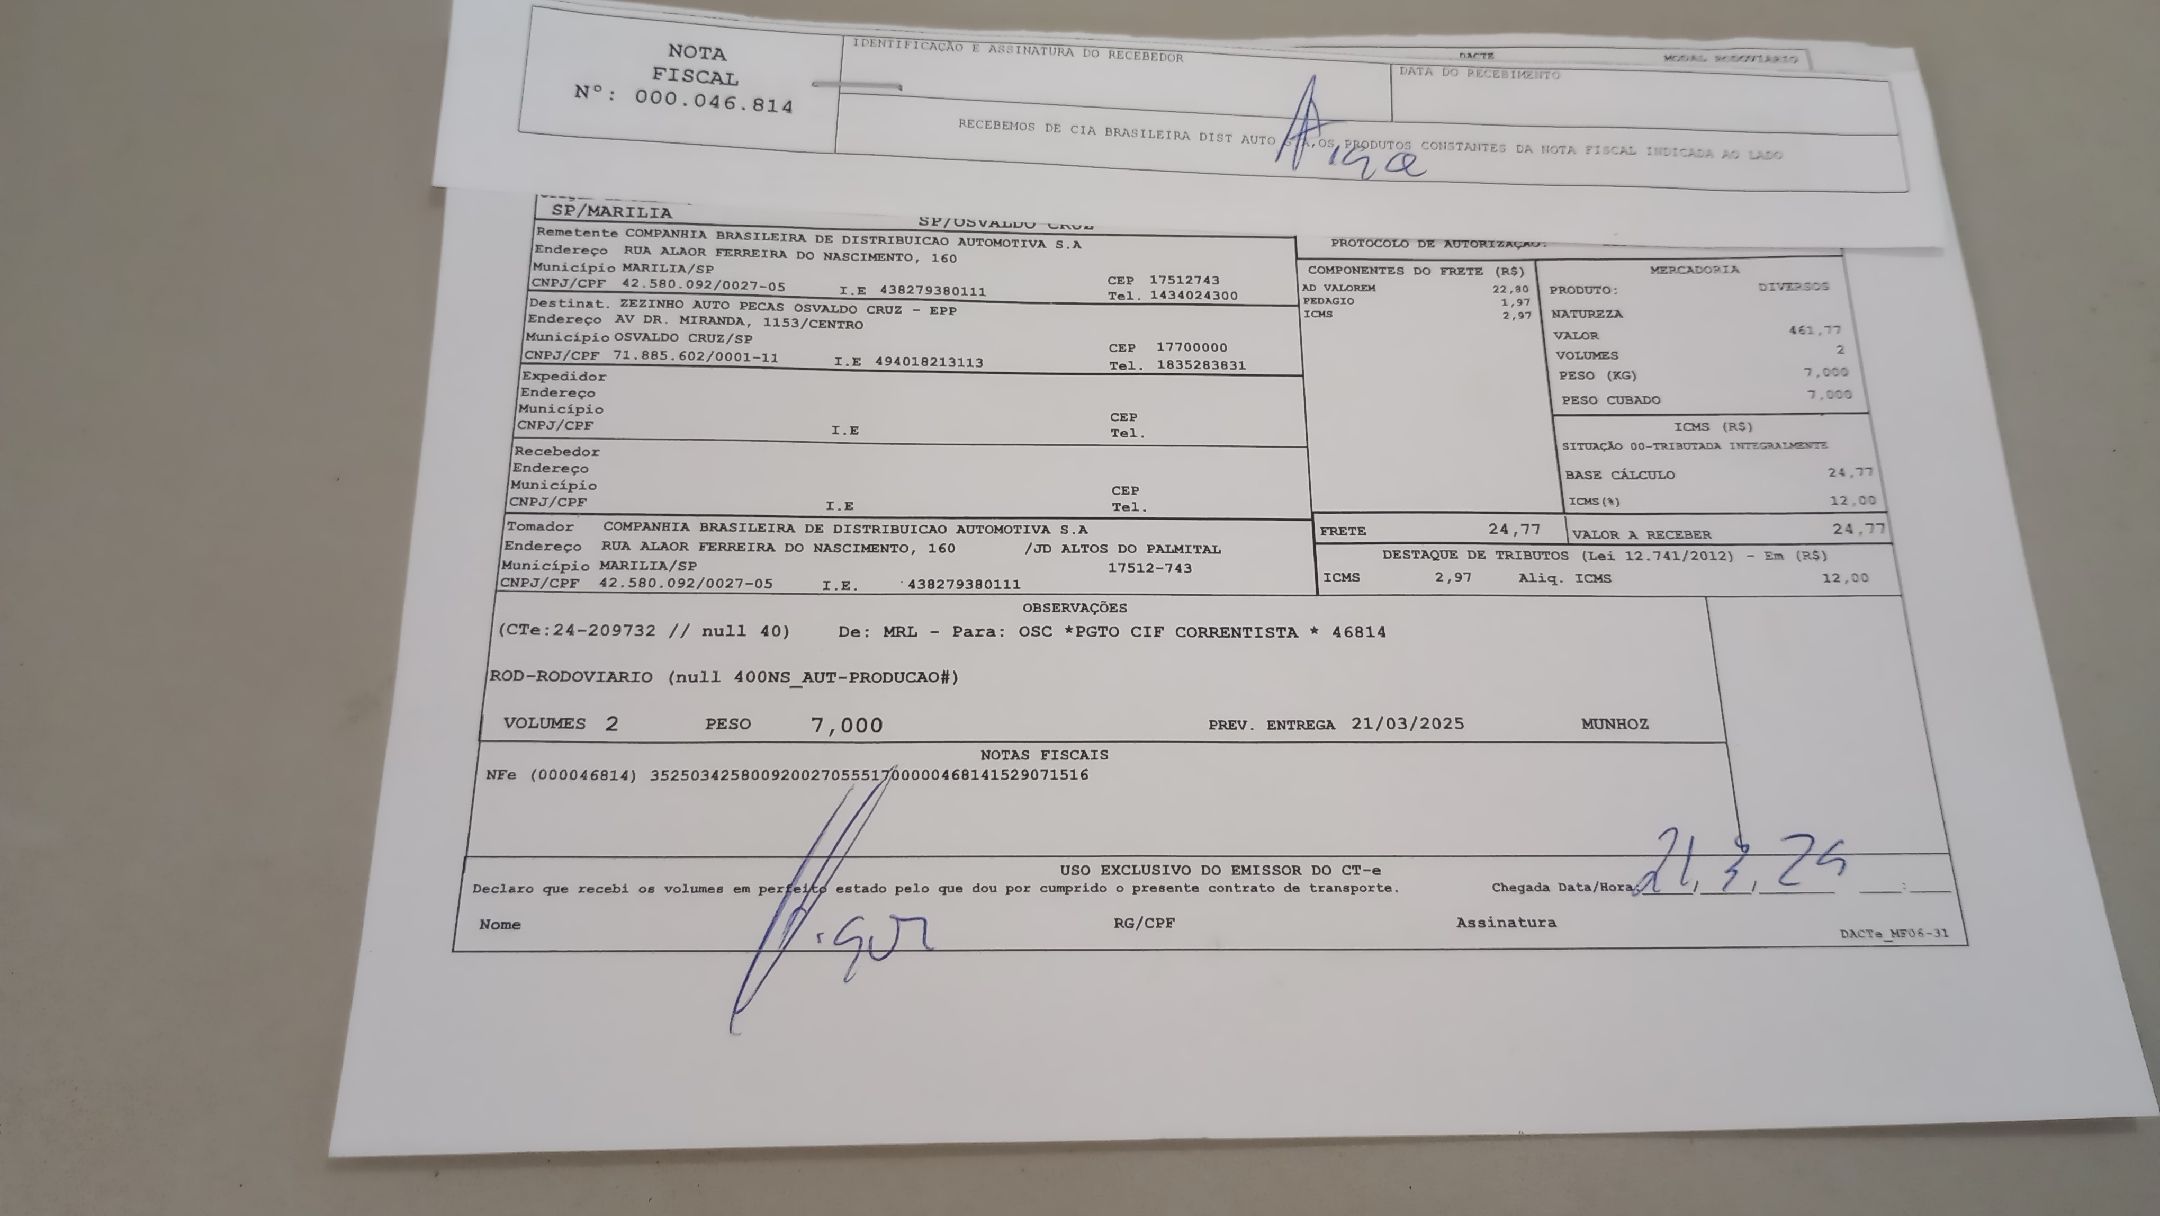 NOTA
FISCAL
Nº: 000.046.814
IDENTIFICAÇÃO E ASSINATURA DO RECEBEDOR
DACTE
MODAL RODOVIÁRIO
DATA DO RECEBIMENTO
RECEBEMOS DE CIA BRASILEIRA DIST AUTO S/A, OS PRODUTOS CONSTANTES DA NOTA FISCAL INDICADA AO LADO
SP/MARILIA
SP/OSVALDO CRUZ
Remetente COMPANHIA BRASILEIRA DE DISTRIBUICAO AUTOMOTIVA S.A
Endereço RUA ALAOR FERREIRA DO NASCIMENTO, 160
Município MARILIA/SP CEP 17512743
CNPJ/CPF 42.580.092/0027-05 I.E 438279380111 Tel. 1434024300
Destinat. ZEZINHO AUTO PECAS OSVALDO CRUZ - EPP
Endereço AV DR. MIRANDA, 1153/CENTRO
Município OSVALDO CRUZ/SP CEP 17700000
CNPJ/CPF 71.885.602/0001-11 I.E 494018213113 Tel. 1835283831
Expedidor
Endereço
Município CEP
CNPJ/CPF I.E Tel.
Recebedor
Endereço
Município CEP
CNPJ/CPF I.E Tel.
Tomador COMPANHIA BRASILEIRA DE DISTRIBUICAO AUTOMOTIVA S.A
Endereço RUA ALAOR FERREIRA DO NASCIMENTO, 160 /JD ALTOS DO PALMITAL
Município MARILIA/SP 17512-743
CNPJ/CPF 42.580.092/0027-05 I.E. 438279380111
PROTOCOLO DE AUTORIZAÇÃO:
COMPONENTES DO FRETE (R$)
AD VALOREM 22,80
PEDAGIO 1,97
ICMS 2,97
MERCADORIA
PRODUTO: DIVERSOS
NATUREZA
VALOR 461,77
VOLUMES 2
PESO (KG) 7,000
PESO CUBADO 7,000
ICMS (R$)
SITUAÇÃO 00-TRIBUTADA INTEGRALMENTE
BASE CÁLCULO 24,77
ICMS(%) 12,00
FRETE 24,77 VALOR A RECEBER 24,77
DESTAQUE DE TRIBUTOS (Lei 12.741/2012) - Em (R$)
ICMS 2,97 Aliq. ICMS 12,00
OBSERVAÇÕES
(CTe:24-209732 // null 40) De: MRL - Para: OSC *PGTO CIF CORRENTISTA * 46814
ROD-RODOVIARIO (null 400NS_AUT-PRODUCAO#)
VOLUMES 2 PESO 7,000 PREV. ENTREGA 21/03/2025 MUNHOZ
NOTAS FISCAIS
NFe (000046814) 35250342580092002705551700004681415290​71516
USO EXCLUSIVO DO EMISSOR DO CT-e
Declaro que recebi os volumes em perfeito estado pelo que dou por cumprido o presente contrato de transporte. Chegada Data/Hora 21/3/25 :
Nome RG/CPF Assinatura
DACTe_MF06-31